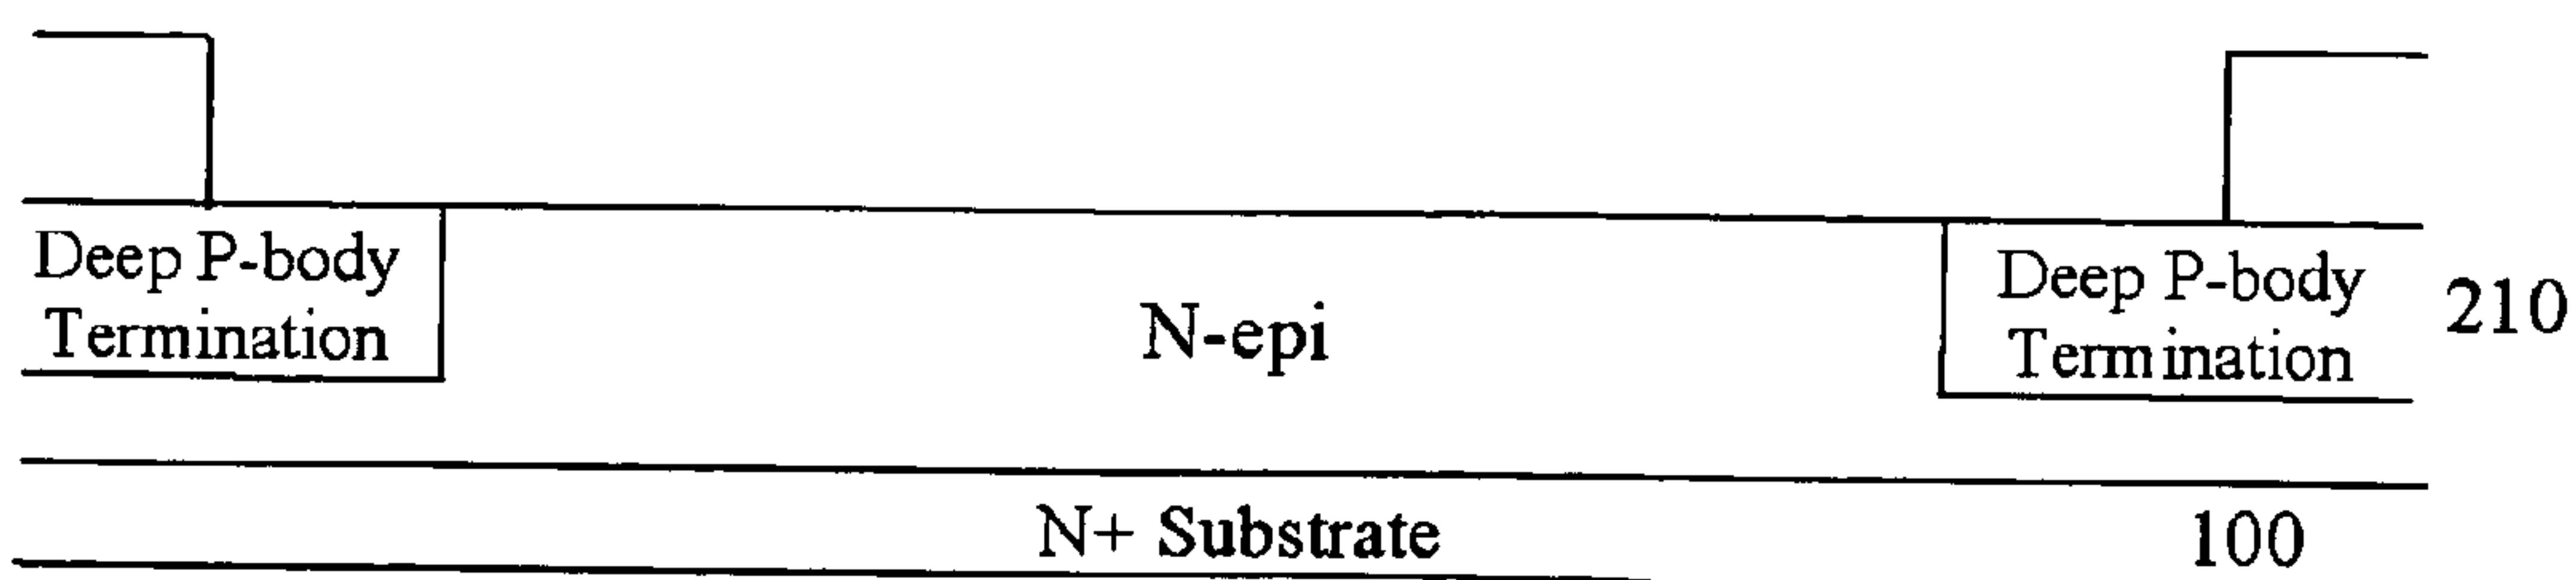 Deep P-body
Termination
N-epi
Deep P-body
Termination
210
N+ Substrate
100